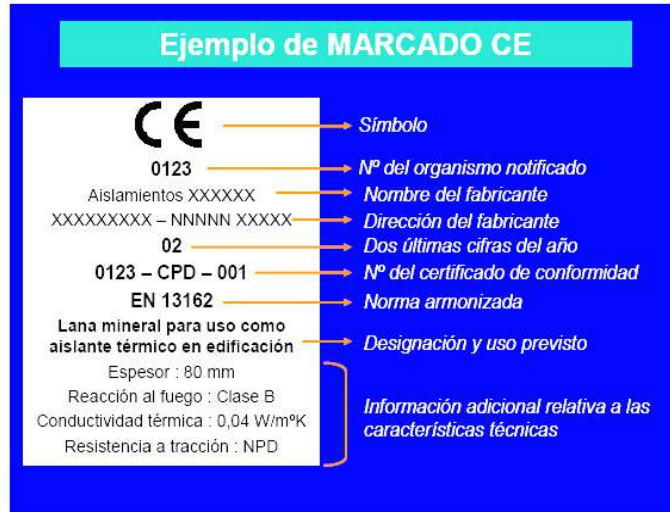 Ejemplo de MARCADO CE
CE
Símbolo
0123
Nº del organismo notificado
Aislamientos XXXXXX
Nombre del fabricante
XXXXXXXXX – NNNNN XXXXX
Dirección del fabricante
02
Dos últimas cifras del año
0123 – CPD – 001
Nº del certificado de conformidad
EN 13162
Norma armonizada
Lana mineral para uso como
aislante térmico en edificación
Designación y uso previsto
Espesor : 80 mm
Reacción al fuego : Clase B
Conductividad térmica : 0,04 W/mºK
Resistencia a tracción : NPD
Información adicional relativa a las
características técnicas